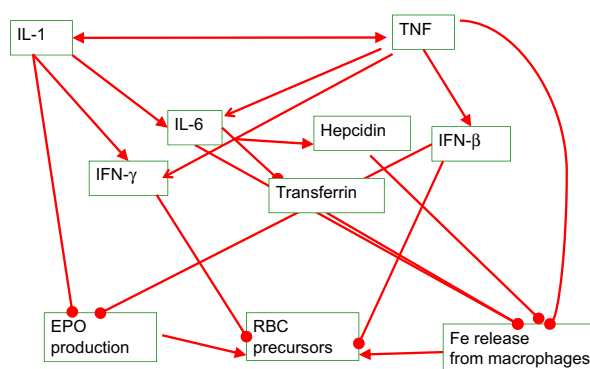 IL-1
TNF
IL-6
Hepcidin
IFN-β
IFN-γ
Transferrin
EPO
production
RBC
precursors
Fe release
from macrophages